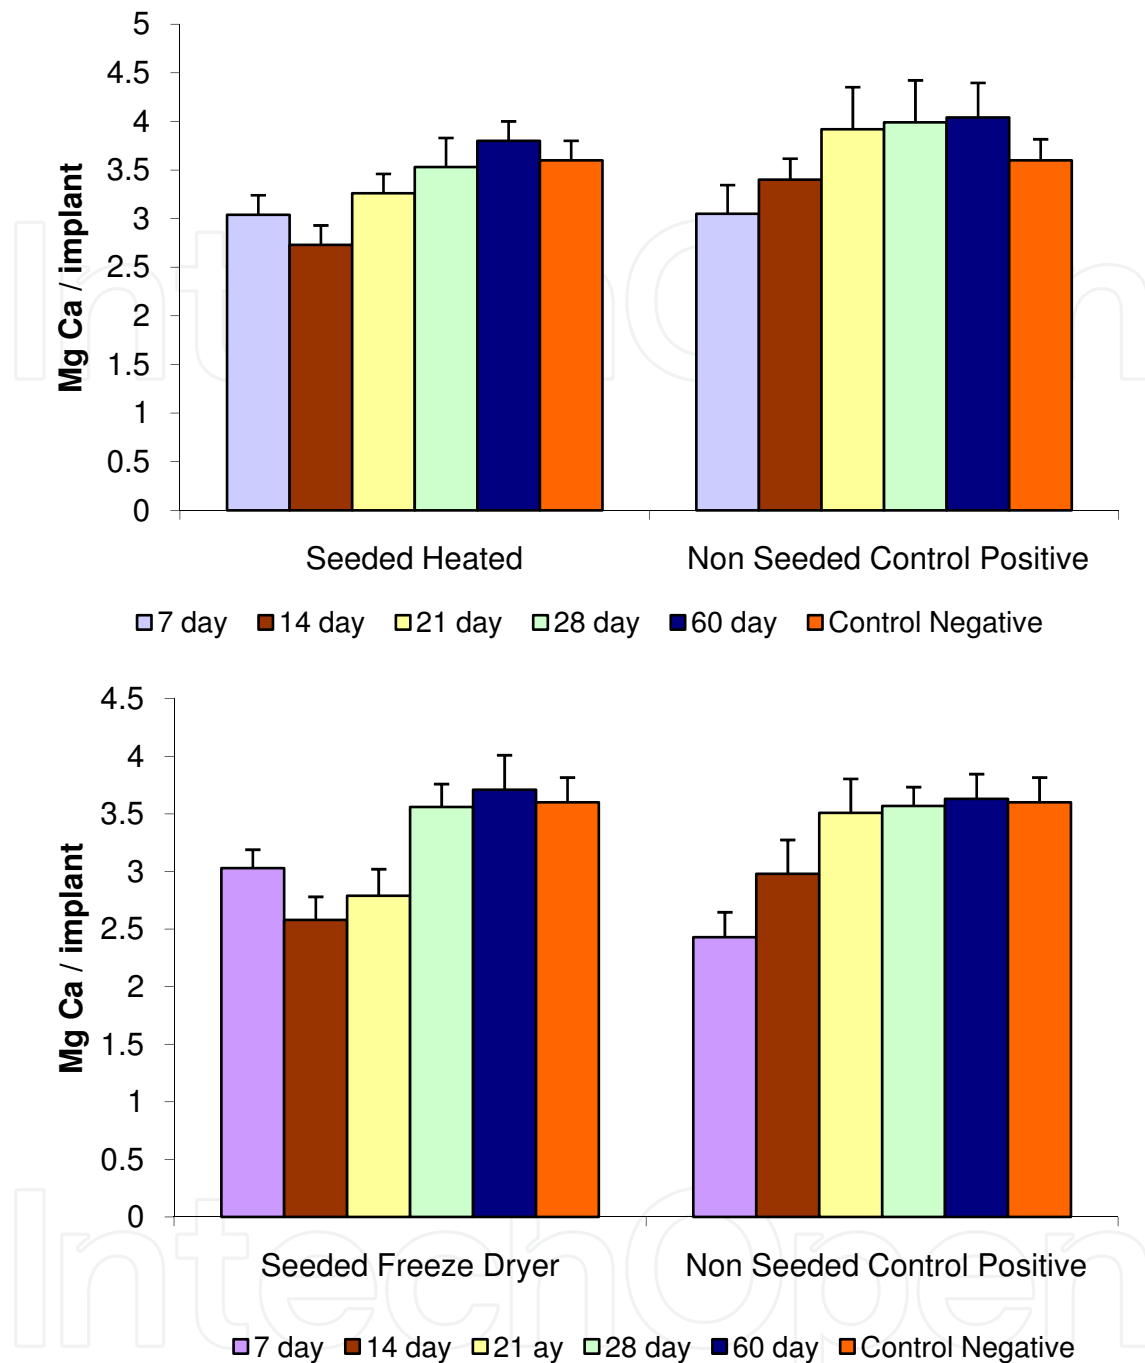 5
4.5
4
3.5
3
2.5
2
1.5
1
0.5
0
Mg Ca / implant
Seeded Heated
Non Seeded Control Positive
7 day 14 day 21 day 28 day 60 day Control Negative
4.5
4
3.5
3
2.5
2
1.5
1
0.5
0
Mg Ca / implant
Seeded Freeze Dryer
Non Seeded Control Positive
7 day 14 day 21 ay 28 day 60 day Control Negative
IntechOpen
IntechOpen